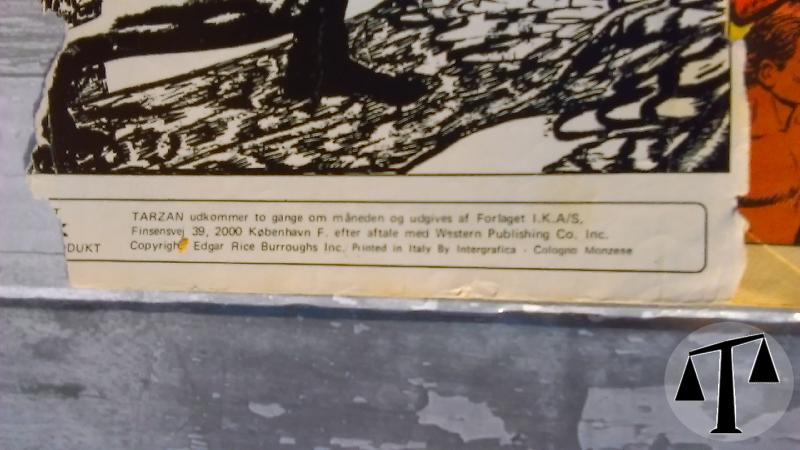 TARZAN udkommer to gange om måneden og udgives af Forlaget I.K.A/S,
Finsensvej 39, 2000 København F. efter aftale med Western Publishing Co. Inc.
DUKT Copyright Edgar Rice Burroughs Inc. Printed in Italy By Intergrafica - Cologno Monzese